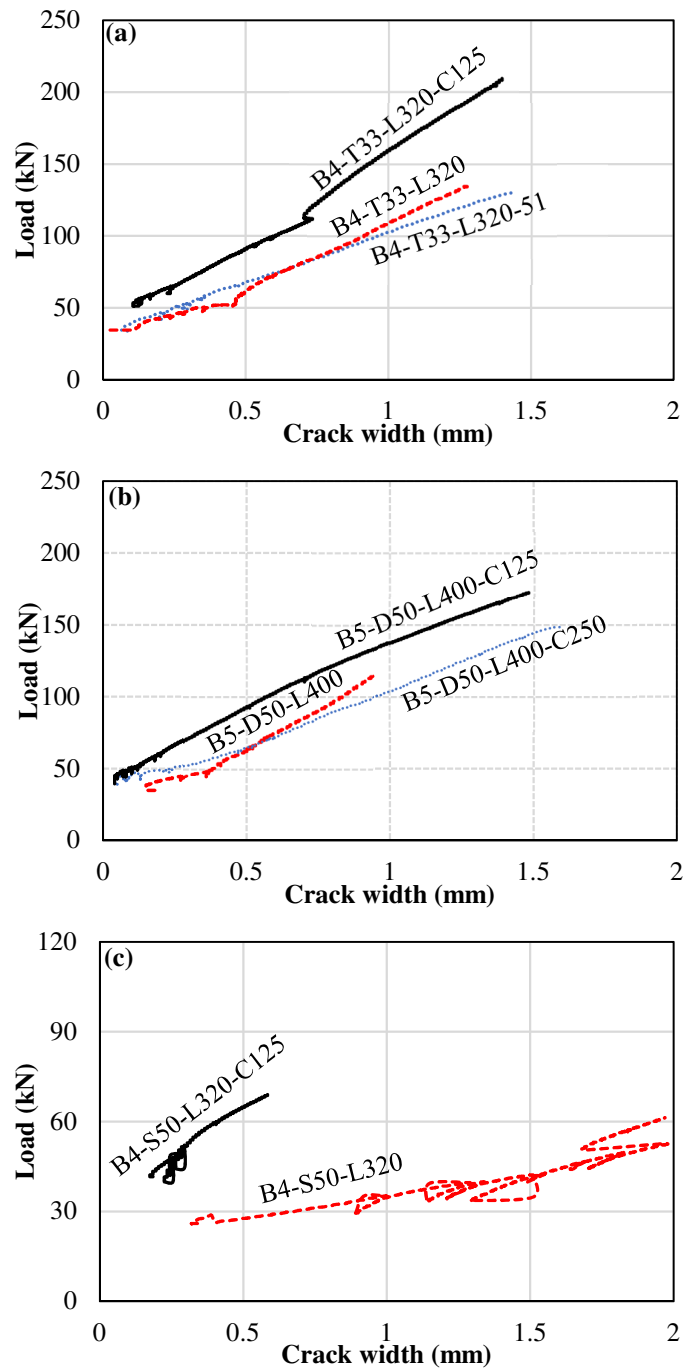 (a)
250
200
150
100
50
0
Load (kN)
B4-T33-L320-C125
B4-T33-L320
B4-T33-L320-51
0 0.5 1 1.5 2
Crack width (mm)
(b)
250
200
150
100
50
0
Load (kN)
B5-D50-L400-C125
B5-D50-L400-C250
B5-D50-L400
0 0.5 1 1.5 2
Crack width (mm)
(c)
120
90
60
30
0
Load (kN)
B4-S50-L320-C125
B4-S50-L320
0 0.5 1 1.5 2
Crack width (mm)